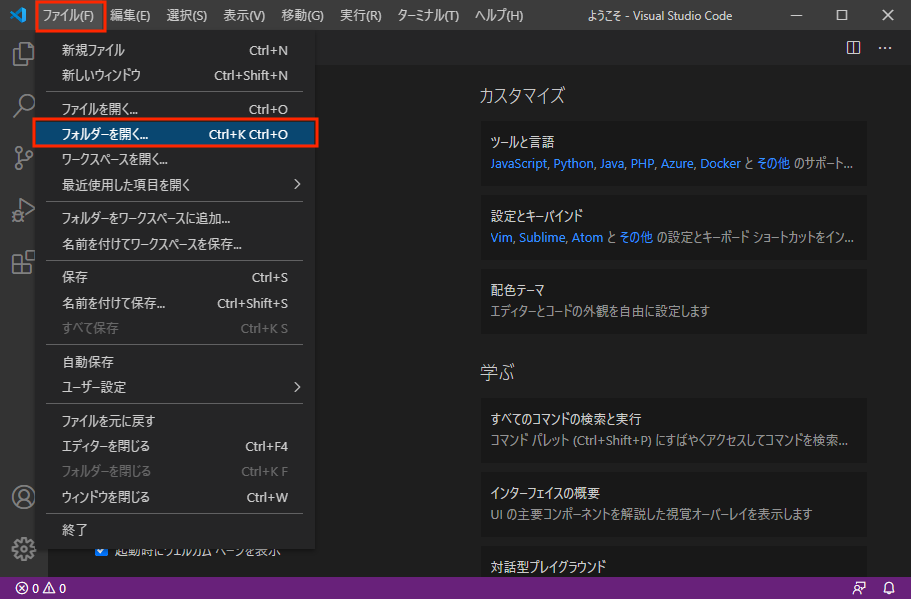 ファイル(F) 編集(E) 選択(S) 表示(V) 移動(G) 実行(R) ターミナル(T) ヘルプ(H) ようこそ - Visual Studio Code
新規ファイル Ctrl+N
新しいウィンドウ Ctrl+Shift+N
ファイルを開く... Ctrl+O
フォルダーを開く... Ctrl+K Ctrl+O
ワークスペースを開く...
最近使用した項目を開く
フォルダーをワークスペースに追加...
名前を付けてワークスペースを保存...
保存 Ctrl+S
名前を付けて保存... Ctrl+Shift+S
すべて保存 Ctrl+K S
自動保存
ユーザー設定
ファイルを元に戻す
エディターを閉じる Ctrl+F4
フォルダーを閉じる Ctrl+K F
ウィンドウを閉じる Ctrl+W
終了
起動時にウェルカム ページを表示
カスタマイズ
ツールと言語
JavaScript, Python, Java, PHP, Azure, Docker と その他 のサポート...
設定とキーバインド
Vim, Sublime, Atom と その他 の設定とキーボード ショートカットをイン...
配色テーマ
エディターとコードの外観を自由に設定します
学ぶ
すべてのコマンドの検索と実行
コマンド パレット (Ctrl+Shift+P) にすばやくアクセスしてコマンドを検索...
インターフェイスの概要
UI の主要コンポーネントを解説した視覚オーバーレイを表示します
対話型プレイグラウンド
0 0